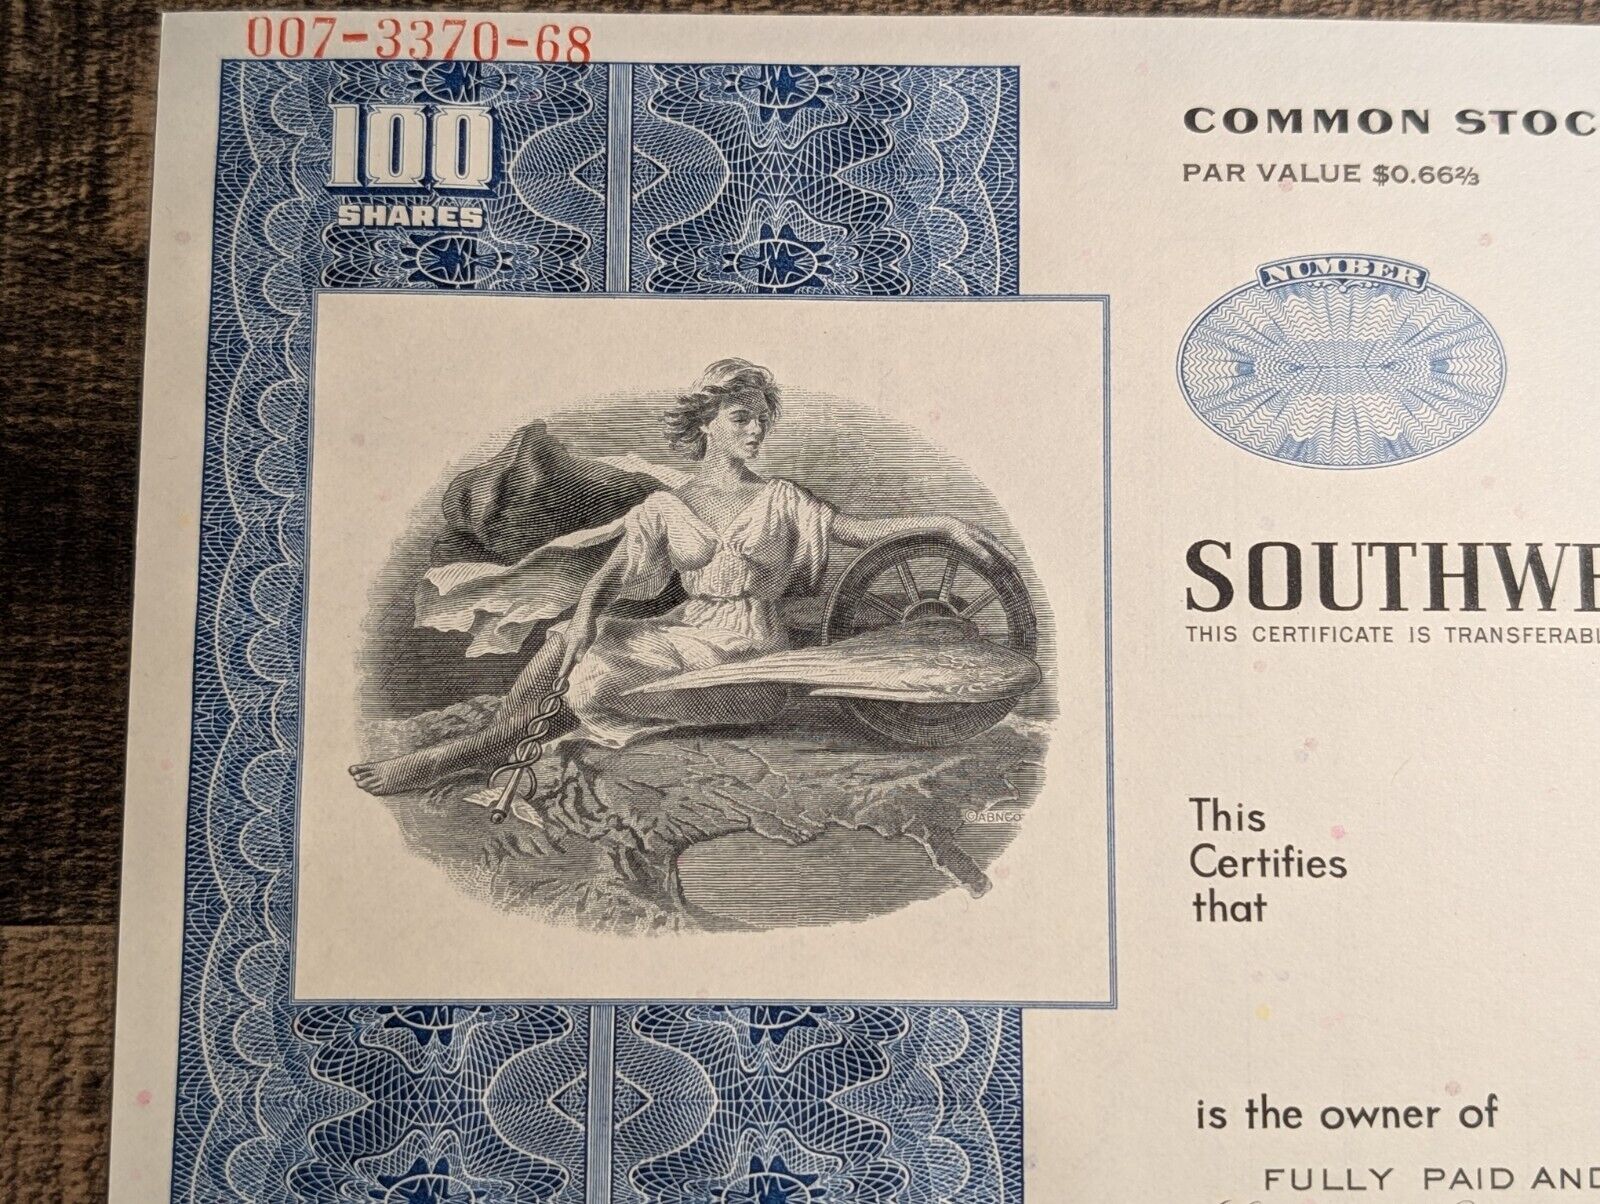 007-3370-68
100
SHARES
COMMON STOC
PAR VALUE $0.66⅔
NUMBER
SOUTHWE
THIS CERTIFICATE IS TRANSFERABL
©ABNCO
This
Certifies
that
is the owner of
FULLY PAID AND